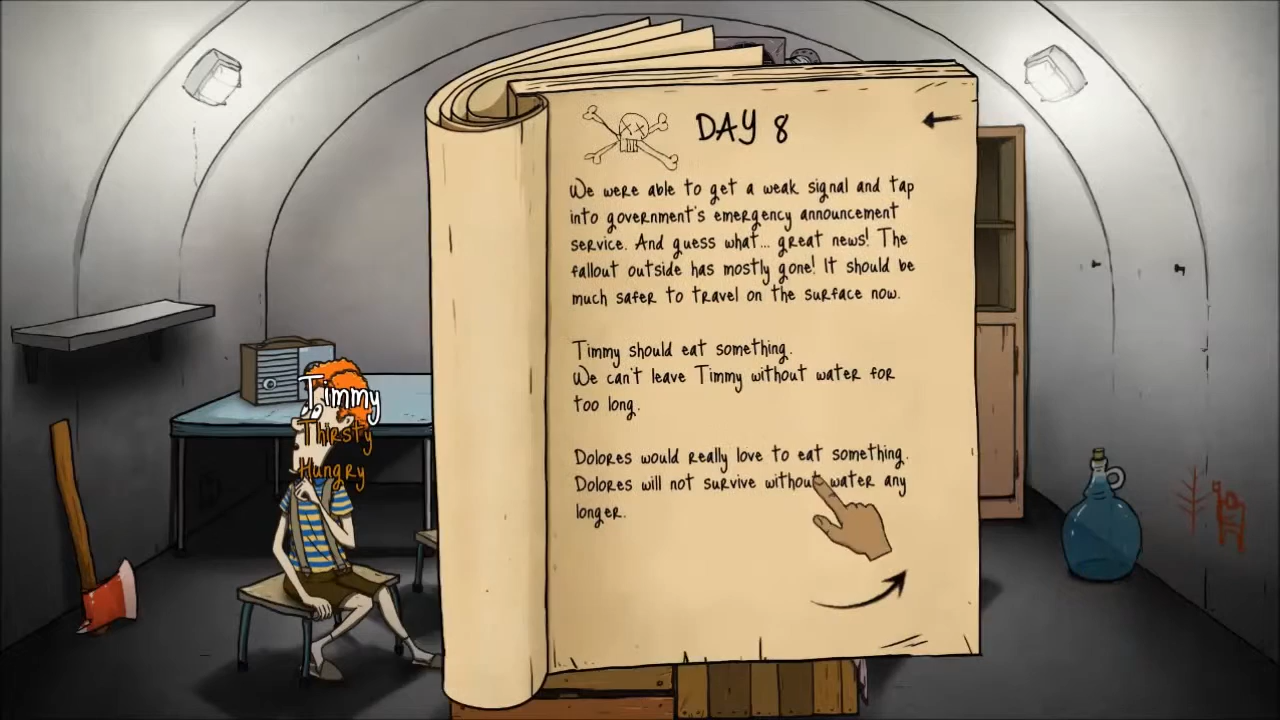 DAY 8
We were able to get a weak signal and tap
into government's emergency announcement
service. And guess what... great news! The
fallout outside has mostly gone! It should be
much safer to travel on the surface now.
Timmy should eat something.
We can't leave Timmy without water for
too long.
Dolores would really love to eat something.
Dolores will not survive without water any
longer.
Timmy
Thirsty
Hungry